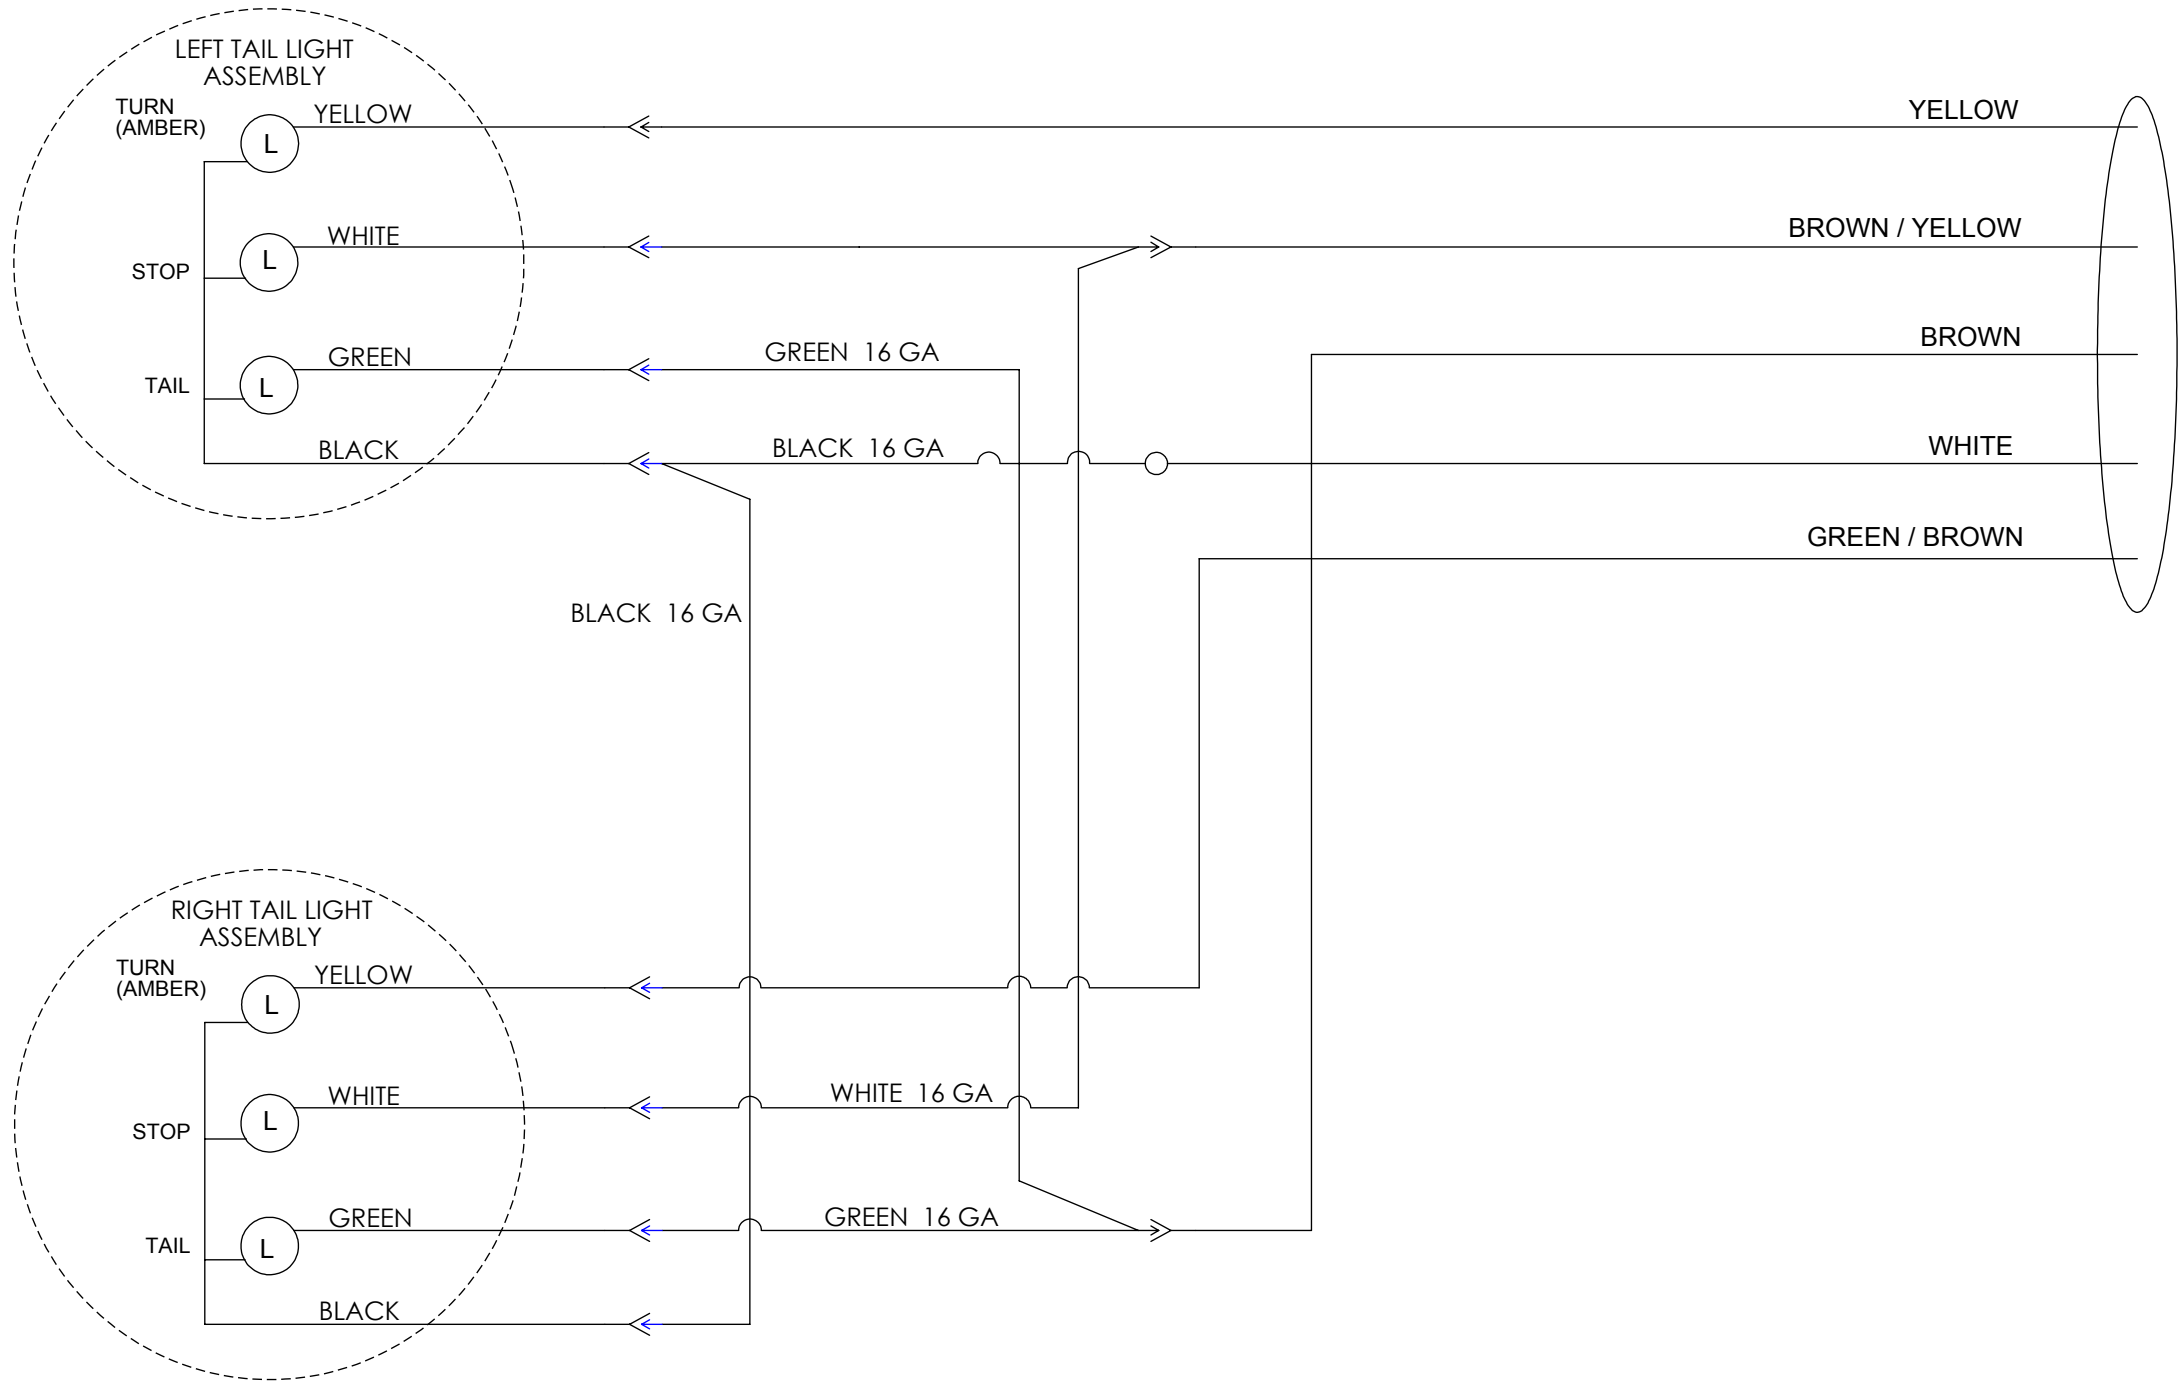 LEFT TAIL LIGHT
ASSEMBLY
TURN
(AMBER)
L
YELLOW
YELLOW
STOP
L
WHITE
BROWN / YELLOW
TAIL
L
GREEN
GREEN 16 GA
BROWN
BLACK
BLACK 16 GA
WHITE
GREEN / BROWN
BLACK 16 GA
RIGHT TAIL LIGHT
ASSEMBLY
TURN
(AMBER)
L
YELLOW
STOP
L
WHITE
WHITE 16 GA
TAIL
L
GREEN
GREEN 16 GA
BLACK